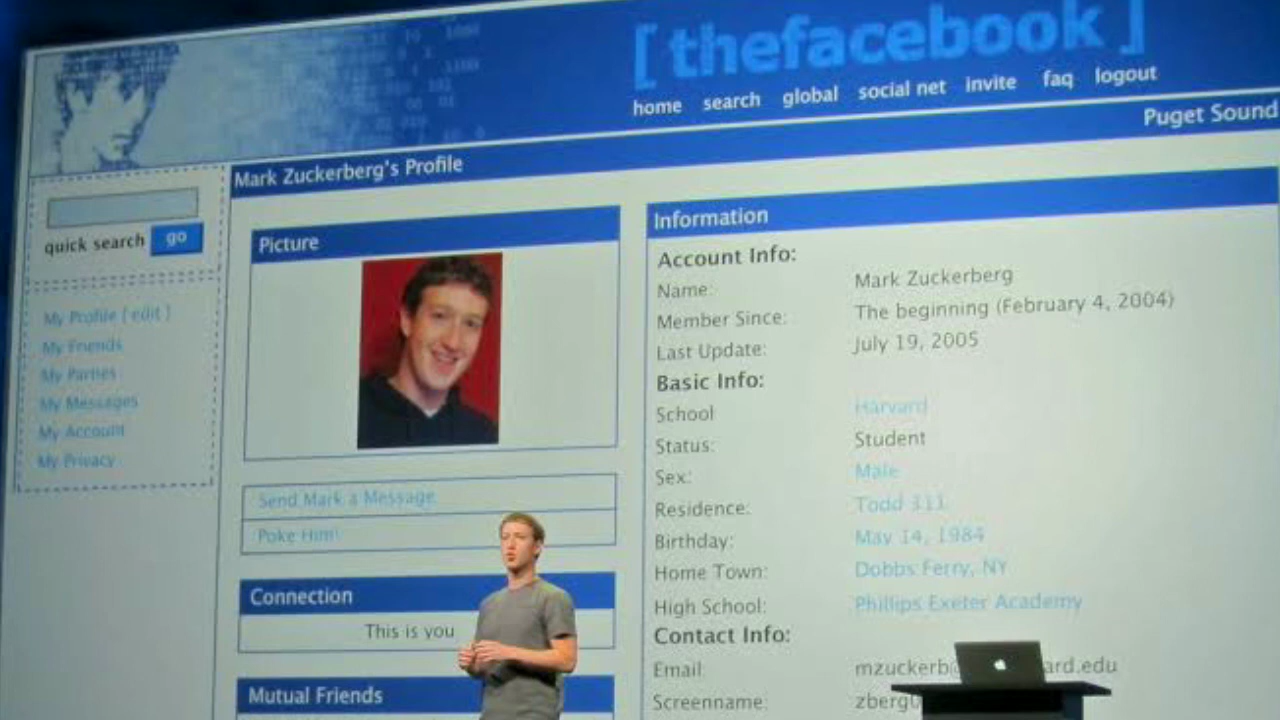 [ thefacebook ]
home search global social net invite faq logout
Puget Sound
Mark Zuckerberg's Profile
quick search go
My Profile [ edit ]
My Friends
My Parties
My Messages
My Account
My Privacy
Picture
Send Mark a Message
Poke Him!
Connection
This is you
Mutual Friends
Information
Account Info:
Name: Mark Zuckerberg
Member Since: The beginning (February 4, 2004)
Last Update: July 19, 2005
Basic Info:
School Harvard
Status: Student
Sex: Male
Residence: Todd 311
Birthday: May 14, 1984
Home Town: Dobbs Ferry, NY
High School: Phillips Exeter Academy
Contact Info:
Email: mzuckerb ard.edu
Screenname: zberg